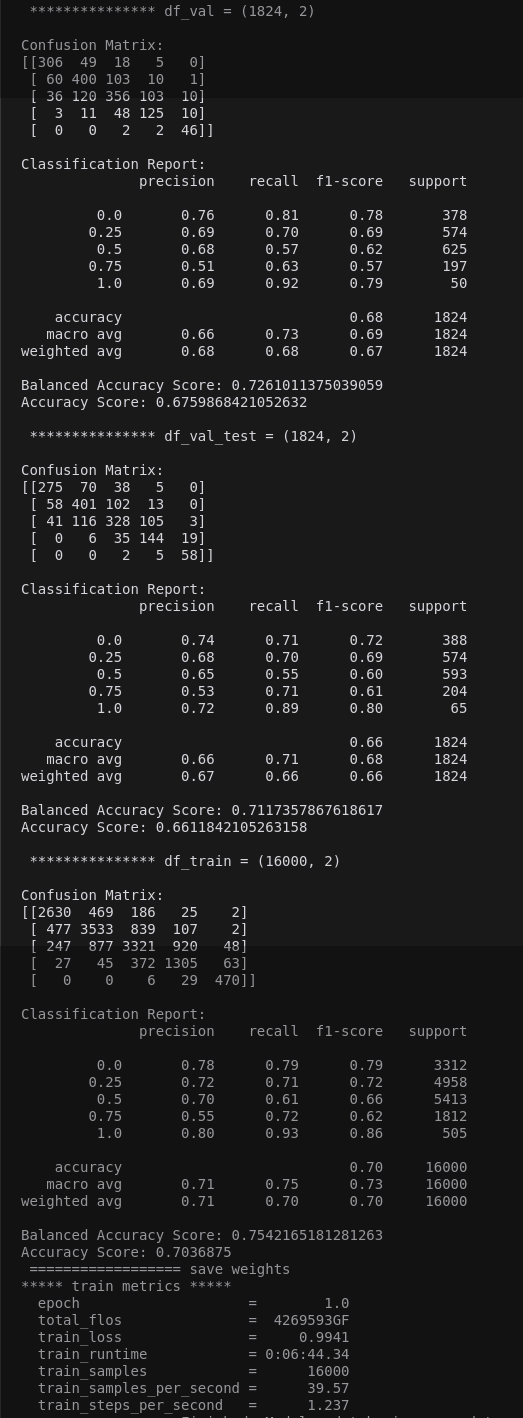 *************** df_val = (1824, 2)
Confusion Matrix:
[[306  49  18   5   0]
 [ 60 400 103  10   1]
 [ 36 120 356 103  10]
 [  3  11  48 125  10]
 [  0   0   2   2  46]]
Classification Report:
              precision    recall  f1-score   support
         0.0       0.76      0.81      0.78       378
        0.25       0.69      0.70      0.69       574
         0.5       0.68      0.57      0.62       625
        0.75       0.51      0.63      0.57       197
         1.0       0.69      0.92      0.79        50
    accuracy                           0.68      1824
   macro avg       0.66      0.73      0.69      1824
weighted avg       0.68      0.68      0.67      1824
Balanced Accuracy Score: 0.7261011375039059
Accuracy Score: 0.6759868421052632
*************** df_val_test = (1824, 2)
Confusion Matrix:
[[275  70  38   5   0]
 [ 58 401 102  13   0]
 [ 41 116 328 105   3]
 [  0   6  35 144  19]
 [  0   0   2   5  58]]
Classification Report:
              precision    recall  f1-score   support
         0.0       0.74      0.71      0.72       388
        0.25       0.68      0.70      0.69       574
         0.5       0.65      0.55      0.60       593
        0.75       0.53      0.71      0.61       204
         1.0       0.72      0.89      0.80        65
    accuracy                           0.66      1824
   macro avg       0.66      0.71      0.68      1824
weighted avg       0.67      0.66      0.66      1824
Balanced Accuracy Score: 0.7117357867618617
Accuracy Score: 0.6611842105263158
*************** df_train = (16000, 2)
Confusion Matrix:
[[2630  469  186   25    2]
 [ 477 3533  839  107    2]
 [ 247  877 3321  920   48]
 [  27   45  372 1305   63]
 [   0    0    6   29  470]]
Classification Report:
              precision    recall  f1-score   support
         0.0       0.78      0.79      0.79      3312
        0.25       0.72      0.71      0.72      4958
         0.5       0.70      0.61      0.66      5413
        0.75       0.55      0.72      0.62      1812
         1.0       0.80      0.93      0.86       505
    accuracy                           0.70     16000
   macro avg       0.71      0.75      0.73     16000
weighted avg       0.71      0.70      0.70     16000
Balanced Accuracy Score: 0.7542165181281263
Accuracy Score: 0.7036875
================== save weights
***** train metrics *****
  epoch                    =        1.0
  total_flos               =  4269593GF
  train_loss               =     0.9941
  train_runtime            = 0:06:44.34
  train_samples            =      16000
  train_samples_per_second =      39.57
  train_steps_per_second   =      1.237